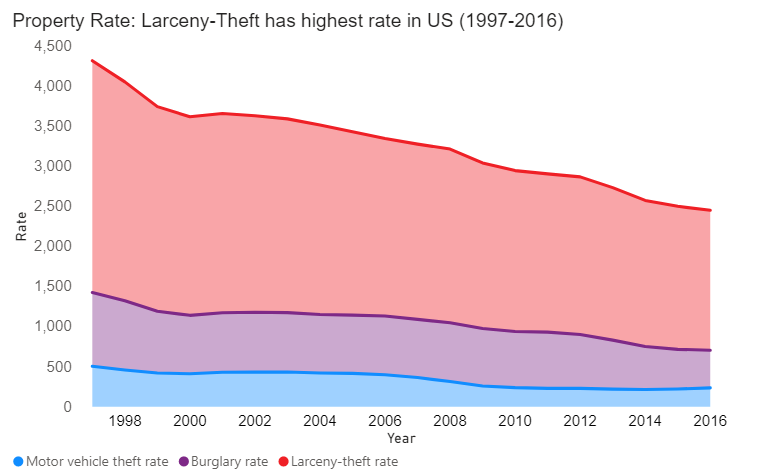 Property Rate: Larceny-Theft has highest rate in US (1997-2016)
4,500
4,000
3,500
3,000
2,500
2,000
1,500
1,000
500
0
Rate
1998 2000 2002 2004 2006 2008 2010 2012 2014 2016
Year
Motor vehicle theft rate Burglary rate Larceny-theft rate